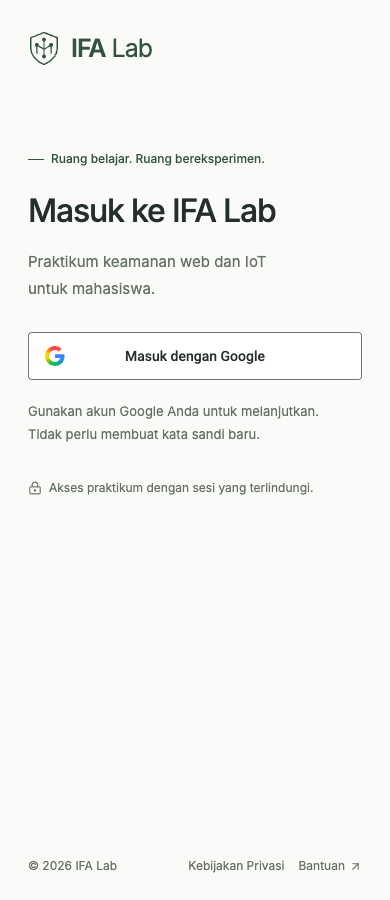 IFA Lab
Ruang belajar. Ruang bereksperimen.
Masuk ke IFA Lab
Praktikum keamanan web dan IoT
untuk mahasiswa.
Masuk dengan Google
Gunakan akun Google Anda untuk melanjutkan.
Tidak perlu membuat kata sandi baru.
Akses praktikum dengan sesi yang terlindungi.
© 2026 IFA Lab Kebijakan Privasi Bantuan